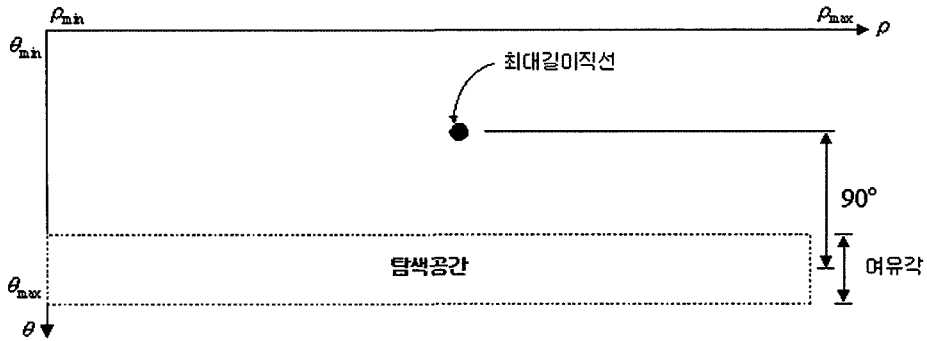 ρmin
ρmax
ρ
θmin
최대길이직선
90°
탐색공간
여유각
θmax
θ